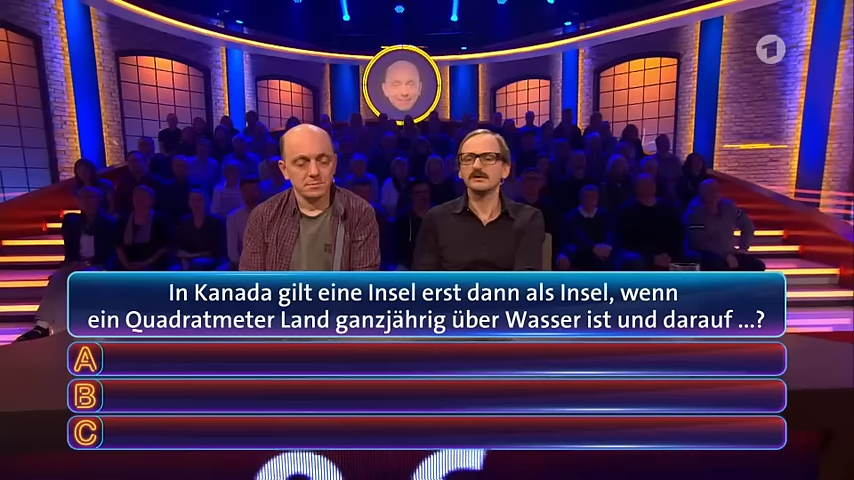 1
In Kanada gilt eine Insel erst dann als Insel, wenn
ein Quadratmeter Land ganzjährig über Wasser ist und darauf ...?
A
B
C